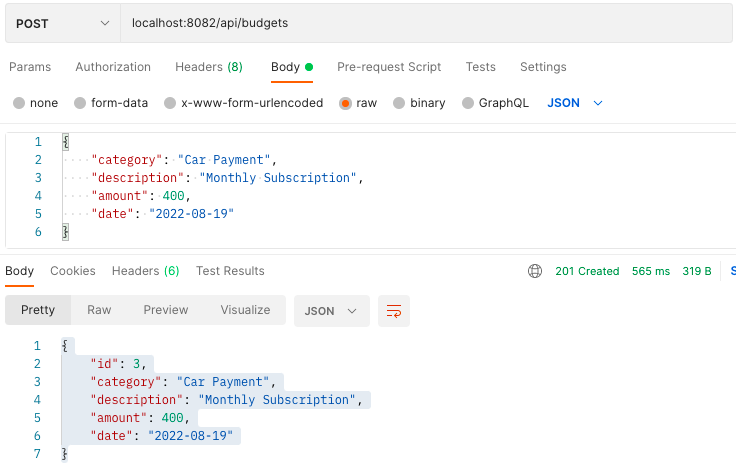 POST localhost:8082/api/budgets
Params Authorization Headers (8) Body Pre-request Script Tests Settings
none form-data x-www-form-urlencoded raw binary GraphQL JSON
1 {
2 "category": "Car Payment",
3 "description": "Monthly Subscription",
4 "amount": 400,
5 "date": "2022-08-19"
6 }
Body Cookies Headers (6) Test Results 201 Created 565 ms 319 B S
Pretty Raw Preview Visualize JSON
1 {
2 "id": 3,
3 "category": "Car Payment",
4 "description": "Monthly Subscription",
5 "amount": 400,
6 "date": "2022-08-19"
7 }